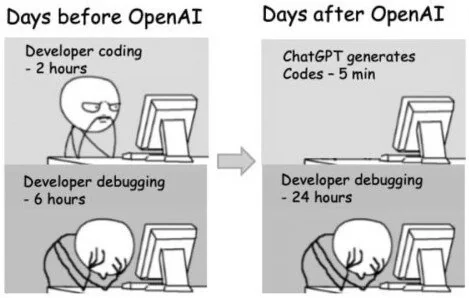 Days before OpenAI
Developer coding
- 2 hours
Developer debugging
- 6 hours
Days after OpenAI
ChatGPT generates
Codes – 5 min
Developer debugging
- 24 hours